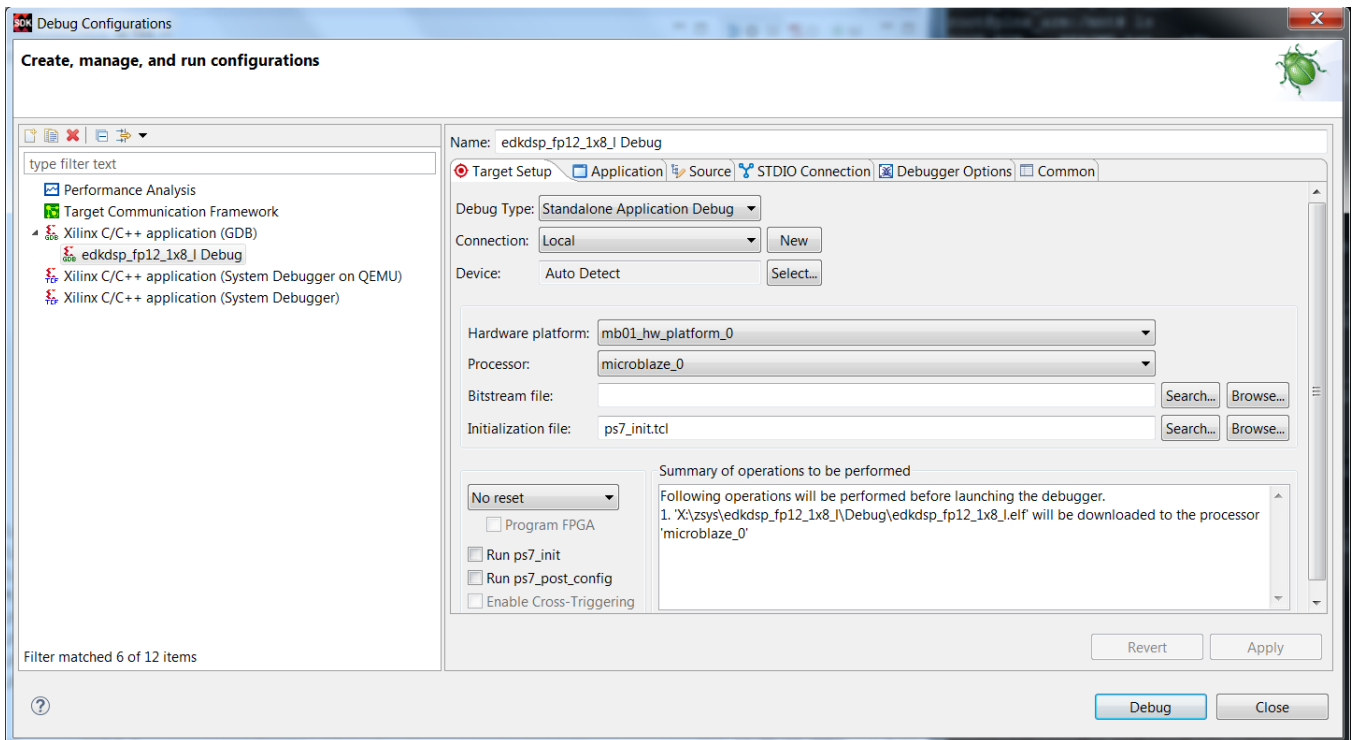 SDK Debug Configurations
Create, manage, and run configurations
type filter text
Performance Analysis
Target Communication Framework
Xilinx C/C++ application (GDB)
edkdsp_fp12_1x8_l Debug
Xilinx C/C++ application (System Debugger on QEMU)
Xilinx C/C++ application (System Debugger)
Filter matched 6 of 12 items
Name: edkdsp_fp12_1x8_l Debug
Target Setup Application Source STDIO Connection Debugger Options Common
Debug Type: Standalone Application Debug
Connection: Local New
Device: Auto Detect Select...
Hardware platform: mb01_hw_platform_0
Processor: microblaze_0
Bitstream file: Search... Browse...
Initialization file: ps7_init.tcl Search... Browse...
No reset
Program FPGA
Run ps7_init
Run ps7_post_config
Enable Cross-Triggering
Summary of operations to be performed
Following operations will be performed before launching the debugger.
1. 'X:\zsys\edkdsp_fp12_1x8_l\Debug\edkdsp_fp12_1x8_l.elf' will be downloaded to the processor
'microblaze_0'
Revert Apply
Debug Close